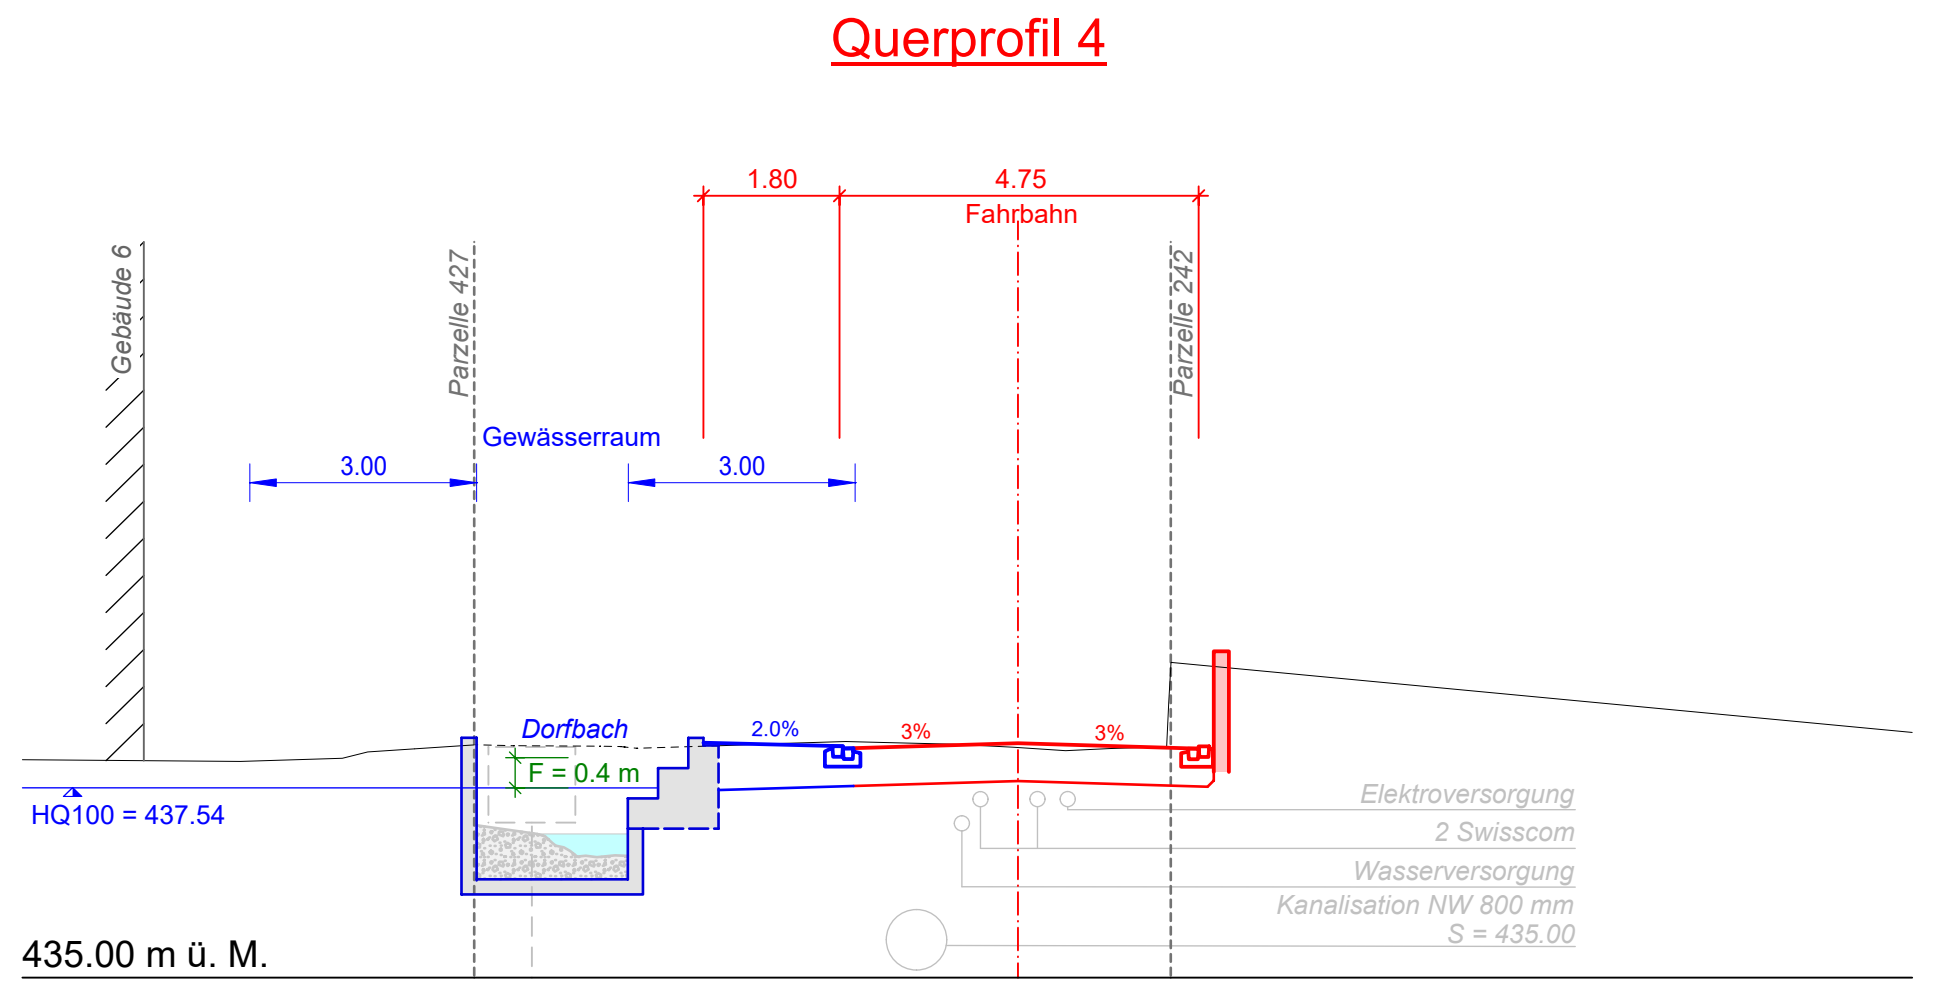 Querprofil 4
1.80
4.75
Fahrbahn
Gebäude 6
Parzelle 427
Parzelle 242
Gewässerraum
3.00
3.00
Dorfbach
2.0%
3%
3%
F = 0.4 m
HQ100 = 437.54
Elektroversorgung
2 Swisscom
Wasserversorgung
Kanalisation NW 800 mm
S = 435.00
435.00 m ü. M.